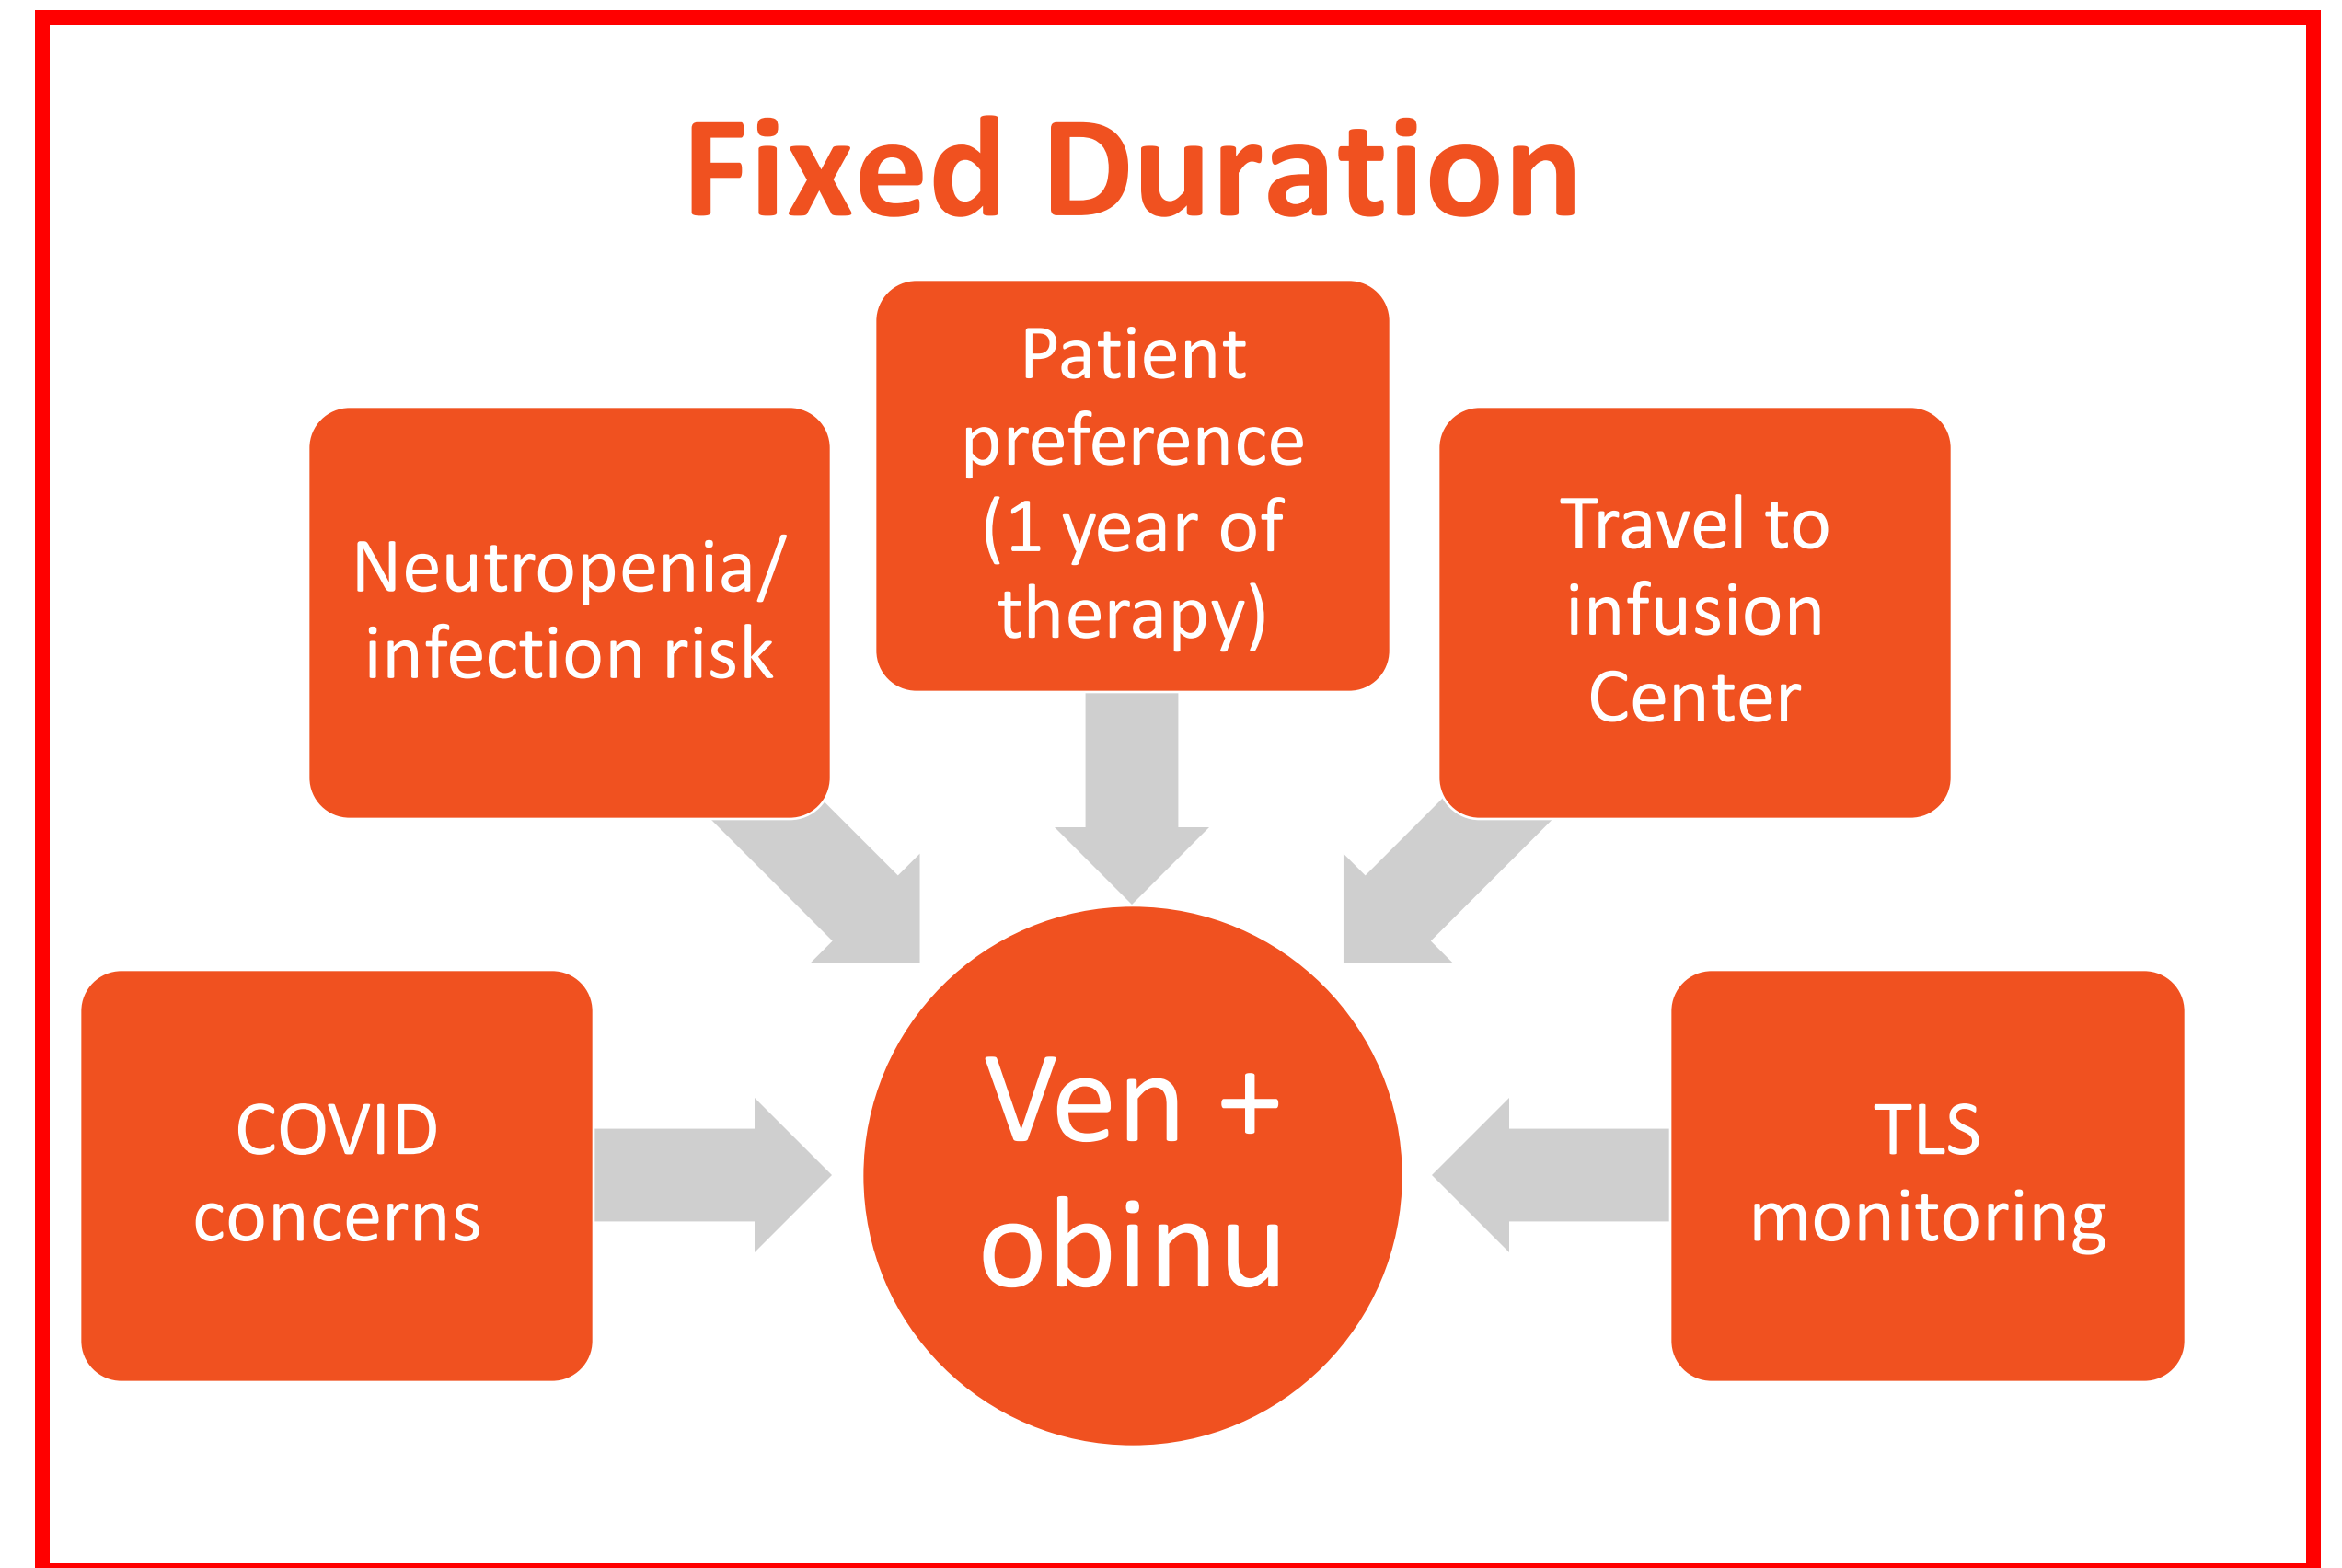 Fixed Duration
Patient
preference
(1 year of
therapy)
Neutropenia/
infection risk
Travel to
infusion
Center
COVID
concerns
Ven +
obinu
TLS
monitoring